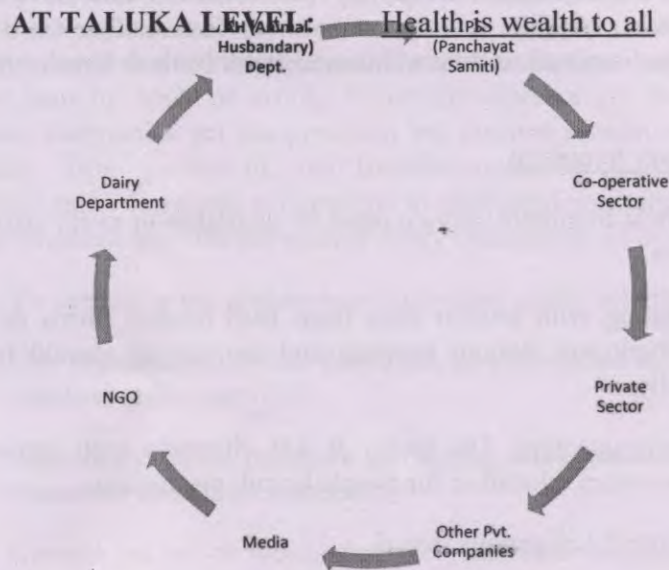 AT TALUKA LEVEL: Health is wealth to all
Husbandary)
Dept.
(Panchayat
Samiti)
Co-operative
Sector
Private
Sector
Other Pvt.
Companies
Media
NGO
Dairy
Department